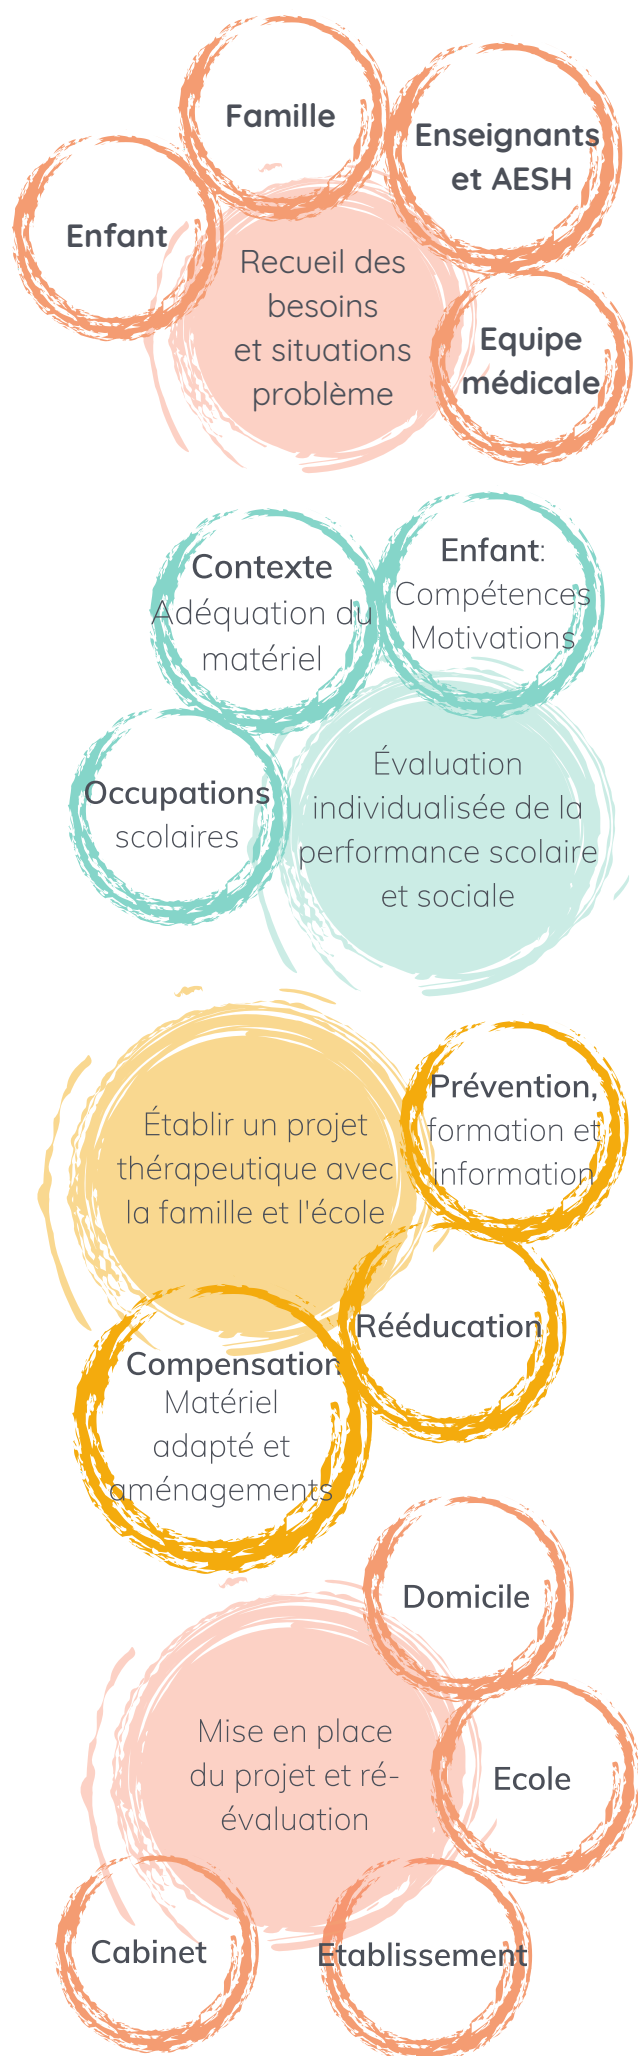 Famille
Enseignants
et AESH
Enfant
Recueil des
besoins
et situations
problème
Equipe
médicale
Contexte
Adéquation du
matériel
Enfant:
Compétences
Motivations
Occupations
scolaires
Évaluation
individualisée de la
performance scolaire
et sociale
Établir un projet
thérapeutique avec
la famille et l'école
Prévention,
formation et
information
Rééducation
Compensation
Matériel
adapté et
aménagements
Domicile
Mise en place
du projet et ré-
évaluation
Ecole
Cabinet
Etablissement